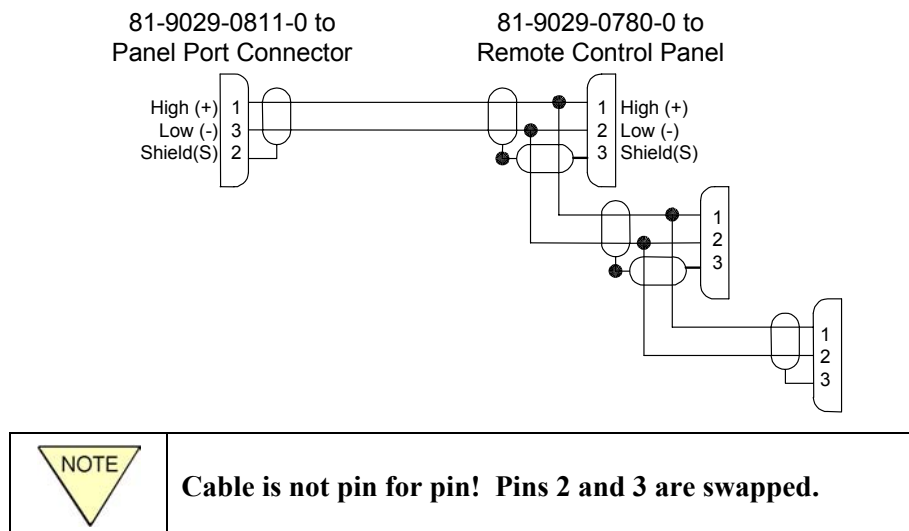 81-9029-0811-0 to
Panel Port Connector
81-9029-0780-0 to
Remote Control Panel
High (+) 1
Low (-) 3
Shield(S) 2
1 High (+)
2 Low (-)
3 Shield(S)
1
2
3
1
2
3
NOTE
Cable is not pin for pin! Pins 2 and 3 are swapped.